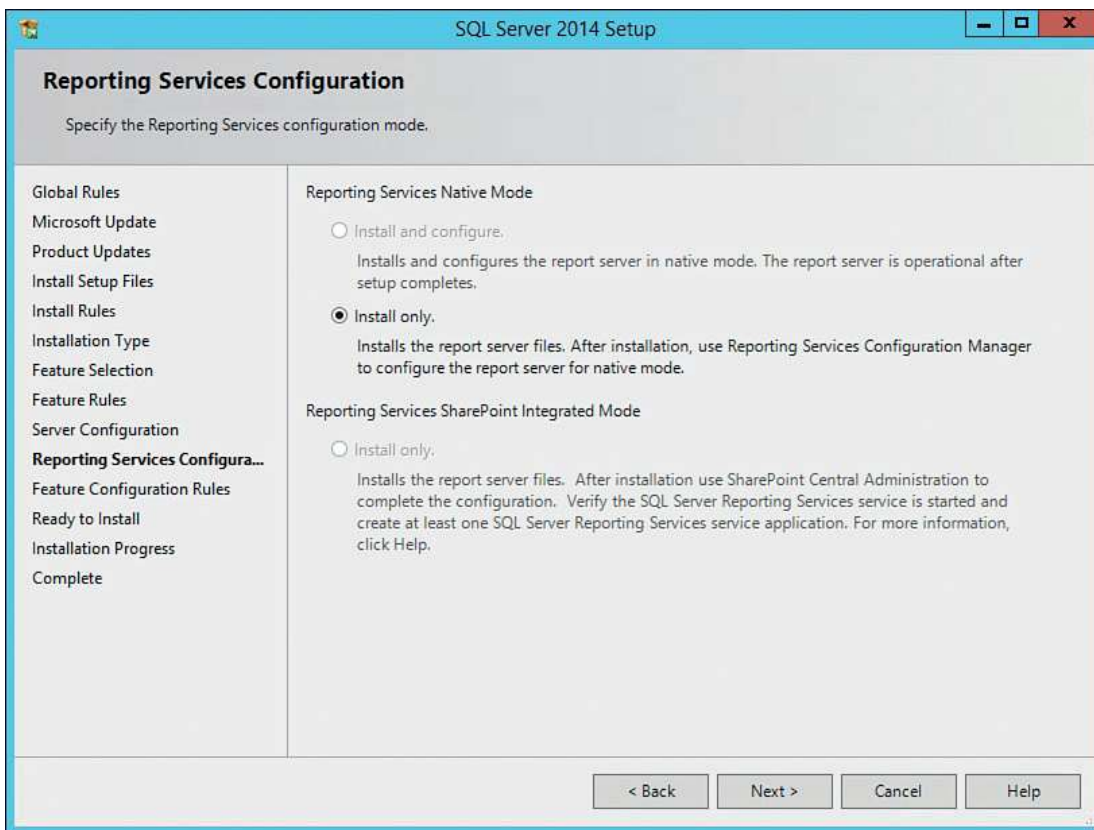 SQL Server 2014 Setup
Reporting Services Configuration
Specify the Reporting Services configuration mode.
Global Rules
Microsoft Update
Product Updates
Install Setup Files
Install Rules
Installation Type
Feature Selection
Feature Rules
Server Configuration
Reporting Services Configura...
Feature Configuration Rules
Ready to Install
Installation Progress
Complete
Reporting Services Native Mode
Install and configure.
Installs and configures the report server in native mode. The report server is operational after
setup completes.
Install only.
Installs the report server files. After installation, use Reporting Services Configuration Manager
to configure the report server for native mode.
Reporting Services SharePoint Integrated Mode
Install only.
Installs the report server files.  After installation use SharePoint Central Administration to
complete the configuration.  Verify the SQL Server Reporting Services service is started and
create at least one SQL Server Reporting Services service application. For more information,
click Help.
< Back
Next >
Cancel
Help